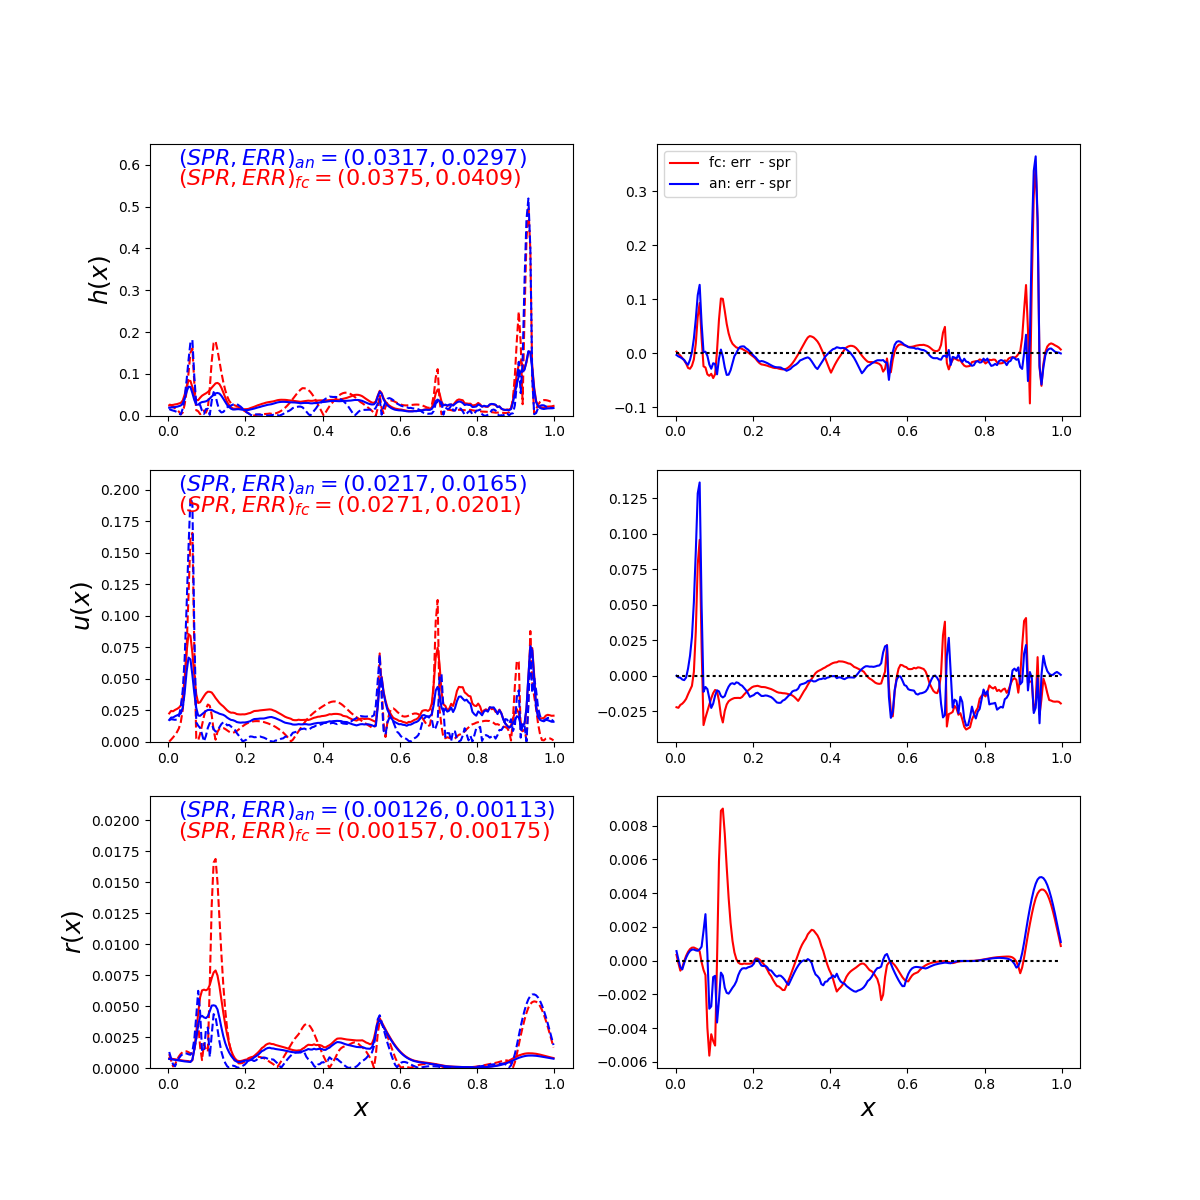 (SPR, ERR)an = (0.0317, 0.0297)
(SPR, ERR)fc = (0.0375, 0.0409)
h(x)
0.6
0.5
0.4
0.3
0.2
0.1
0.0
0.0 0.2 0.4 0.6 0.8 1.0
fc: err - spr
an: err - spr
0.3
0.2
0.1
0.0
−0.1
0.0 0.2 0.4 0.6 0.8 1.0
(SPR, ERR)an = (0.0217, 0.0165)
(SPR, ERR)fc = (0.0271, 0.0201)
u(x)
0.200
0.175
0.150
0.125
0.100
0.075
0.050
0.025
0.000
0.0 0.2 0.4 0.6 0.8 1.0
0.125
0.100
0.075
0.050
0.025
0.000
−0.025
0.0 0.2 0.4 0.6 0.8 1.0
(SPR, ERR)an = (0.00126, 0.00113)
(SPR, ERR)fc = (0.00157, 0.00175)
r(x)
0.0200
0.0175
0.0150
0.0125
0.0100
0.0075
0.0050
0.0025
0.0000
0.0 0.2 0.4 0.6 0.8 1.0
x
0.008
0.006
0.004
0.002
0.000
−0.002
−0.004
−0.006
0.0 0.2 0.4 0.6 0.8 1.0
x